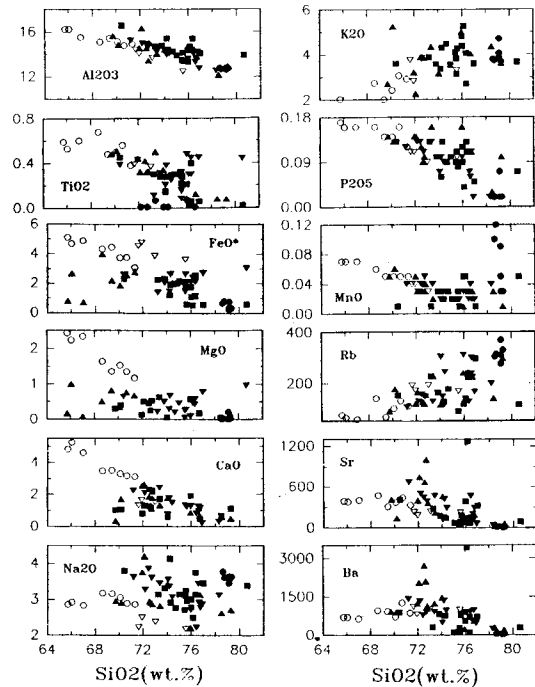 16
14
12
Al2O3
0.8
0.4
0.0
TiO2
6
4
2
0
FeO*
2
1
0
MgO
4
2
0
CaO
4
3
2
Na2O
64 68 72 76 80
SiO2(wt.%)
6
4
2
K2O
0.18
0.09
0.00
P2O5
0.12
0.08
0.04
0.00
MnO
400
200
Rb
1200
600
0
Sr
3000
1500
0
Ba
64 68 72 76 80
SiO2(wt.%)